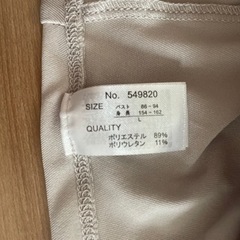 No. 549820
SIZE バスト 86-94
身長 154-162
L
QUALITY
ポリエステル 89%
ポリウレタン 11%